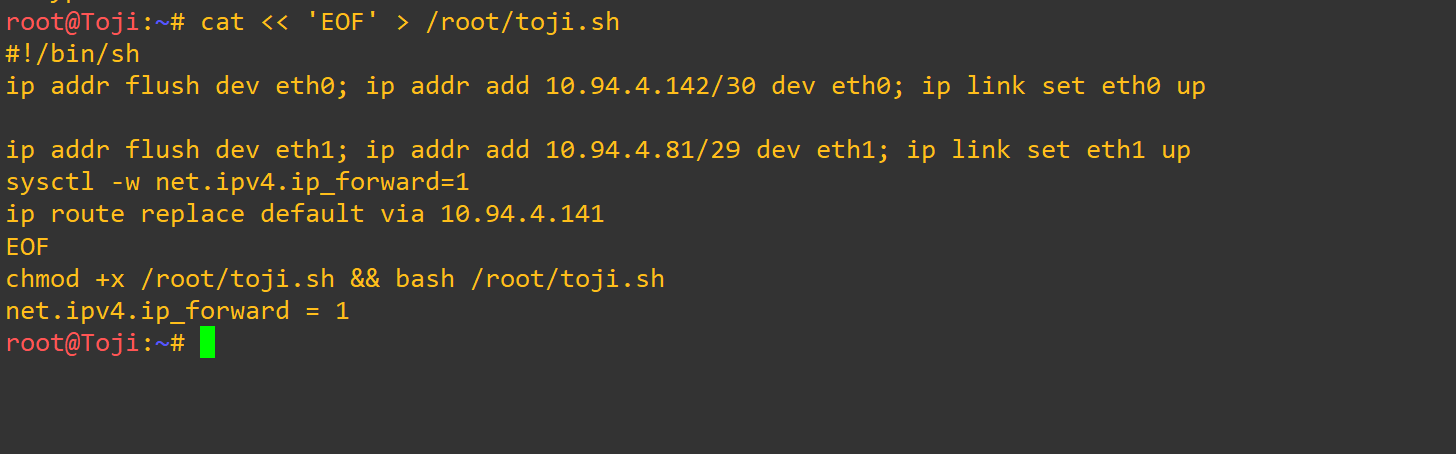 root@Toji:~# cat << 'EOF' > /root/toji.sh
#!/bin/sh
ip addr flush dev eth0; ip addr add 10.94.4.142/30 dev eth0; ip link set eth0 up
ip addr flush dev eth1; ip addr add 10.94.4.81/29 dev eth1; ip link set eth1 up
sysctl -w net.ipv4.ip_forward=1
ip route replace default via 10.94.4.141
EOF
chmod +x /root/toji.sh && bash /root/toji.sh
net.ipv4.ip_forward = 1
root@Toji:~#